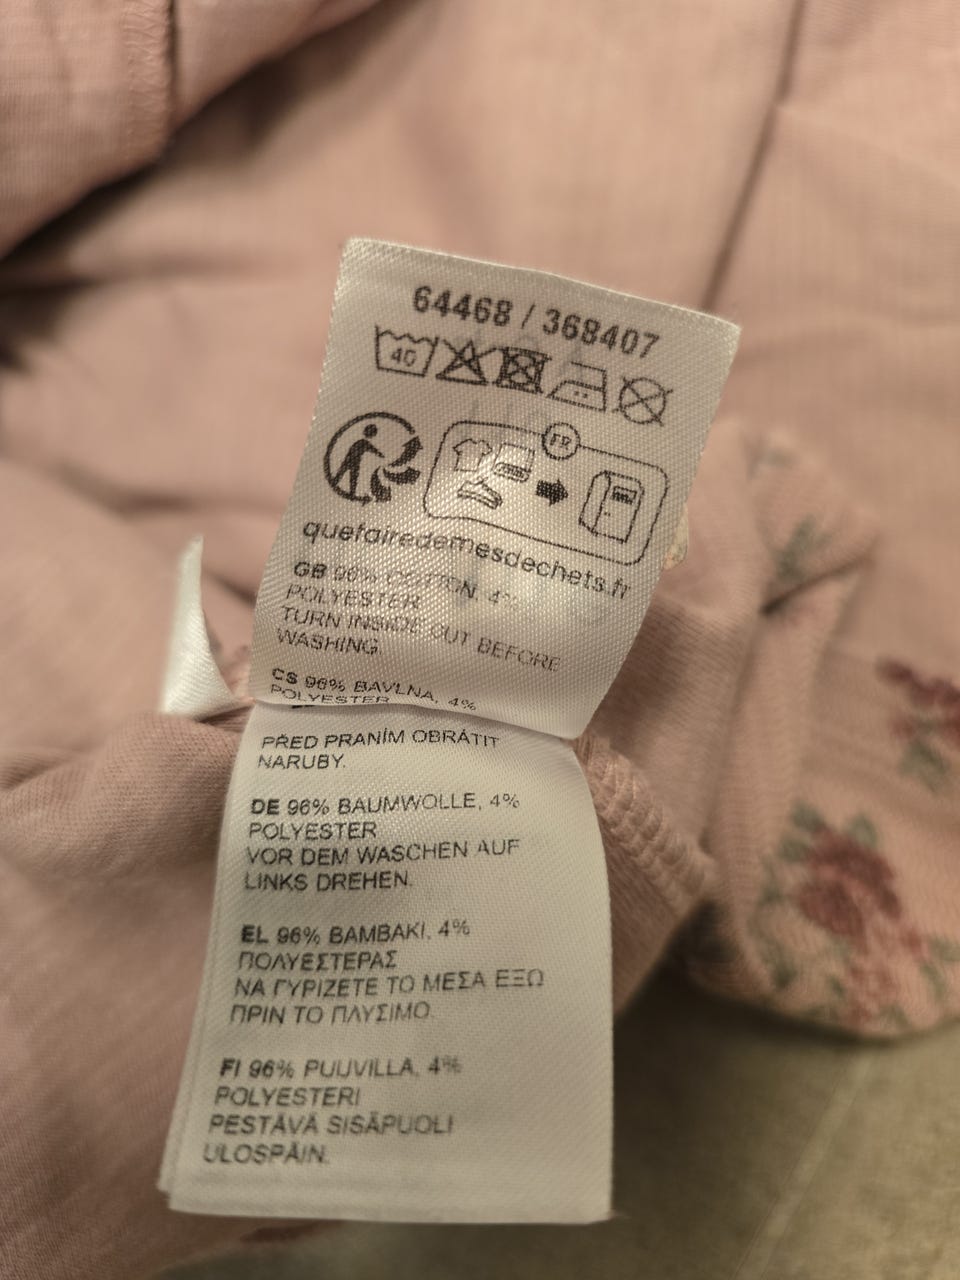 64468 / 368407
40
FR
quefairedemesdechets.fr
GB 96% COTTON, 4%
POLYESTER
TURN INSIDE OUT BEFORE
WASHING.
CS 96% BAVLNA, 4%
POLYESTER
PŘED PRANÍM OBRÁTIT
NARUBY.
DE 96% BAUMWOLLE, 4%
POLYESTER
VOR DEM WASCHEN AUF
LINKS DREHEN.
EL 96% ΒΑΜΒΑΚΙ, 4%
ΠΟΛΥΕΣΤΕΡΑΣ
ΝΑ ΓΥΡΙΖΕΤΕ ΤΟ ΜΕΣΑ ΕΞΩ
ΠΡΙΝ ΤΟ ΠΛΥΣΙΜΟ.
FI 96% PUUVILLA, 4%
POLYESTERI
PESTÄVÄ SISÄPUOLI
ULOSPÄIN.